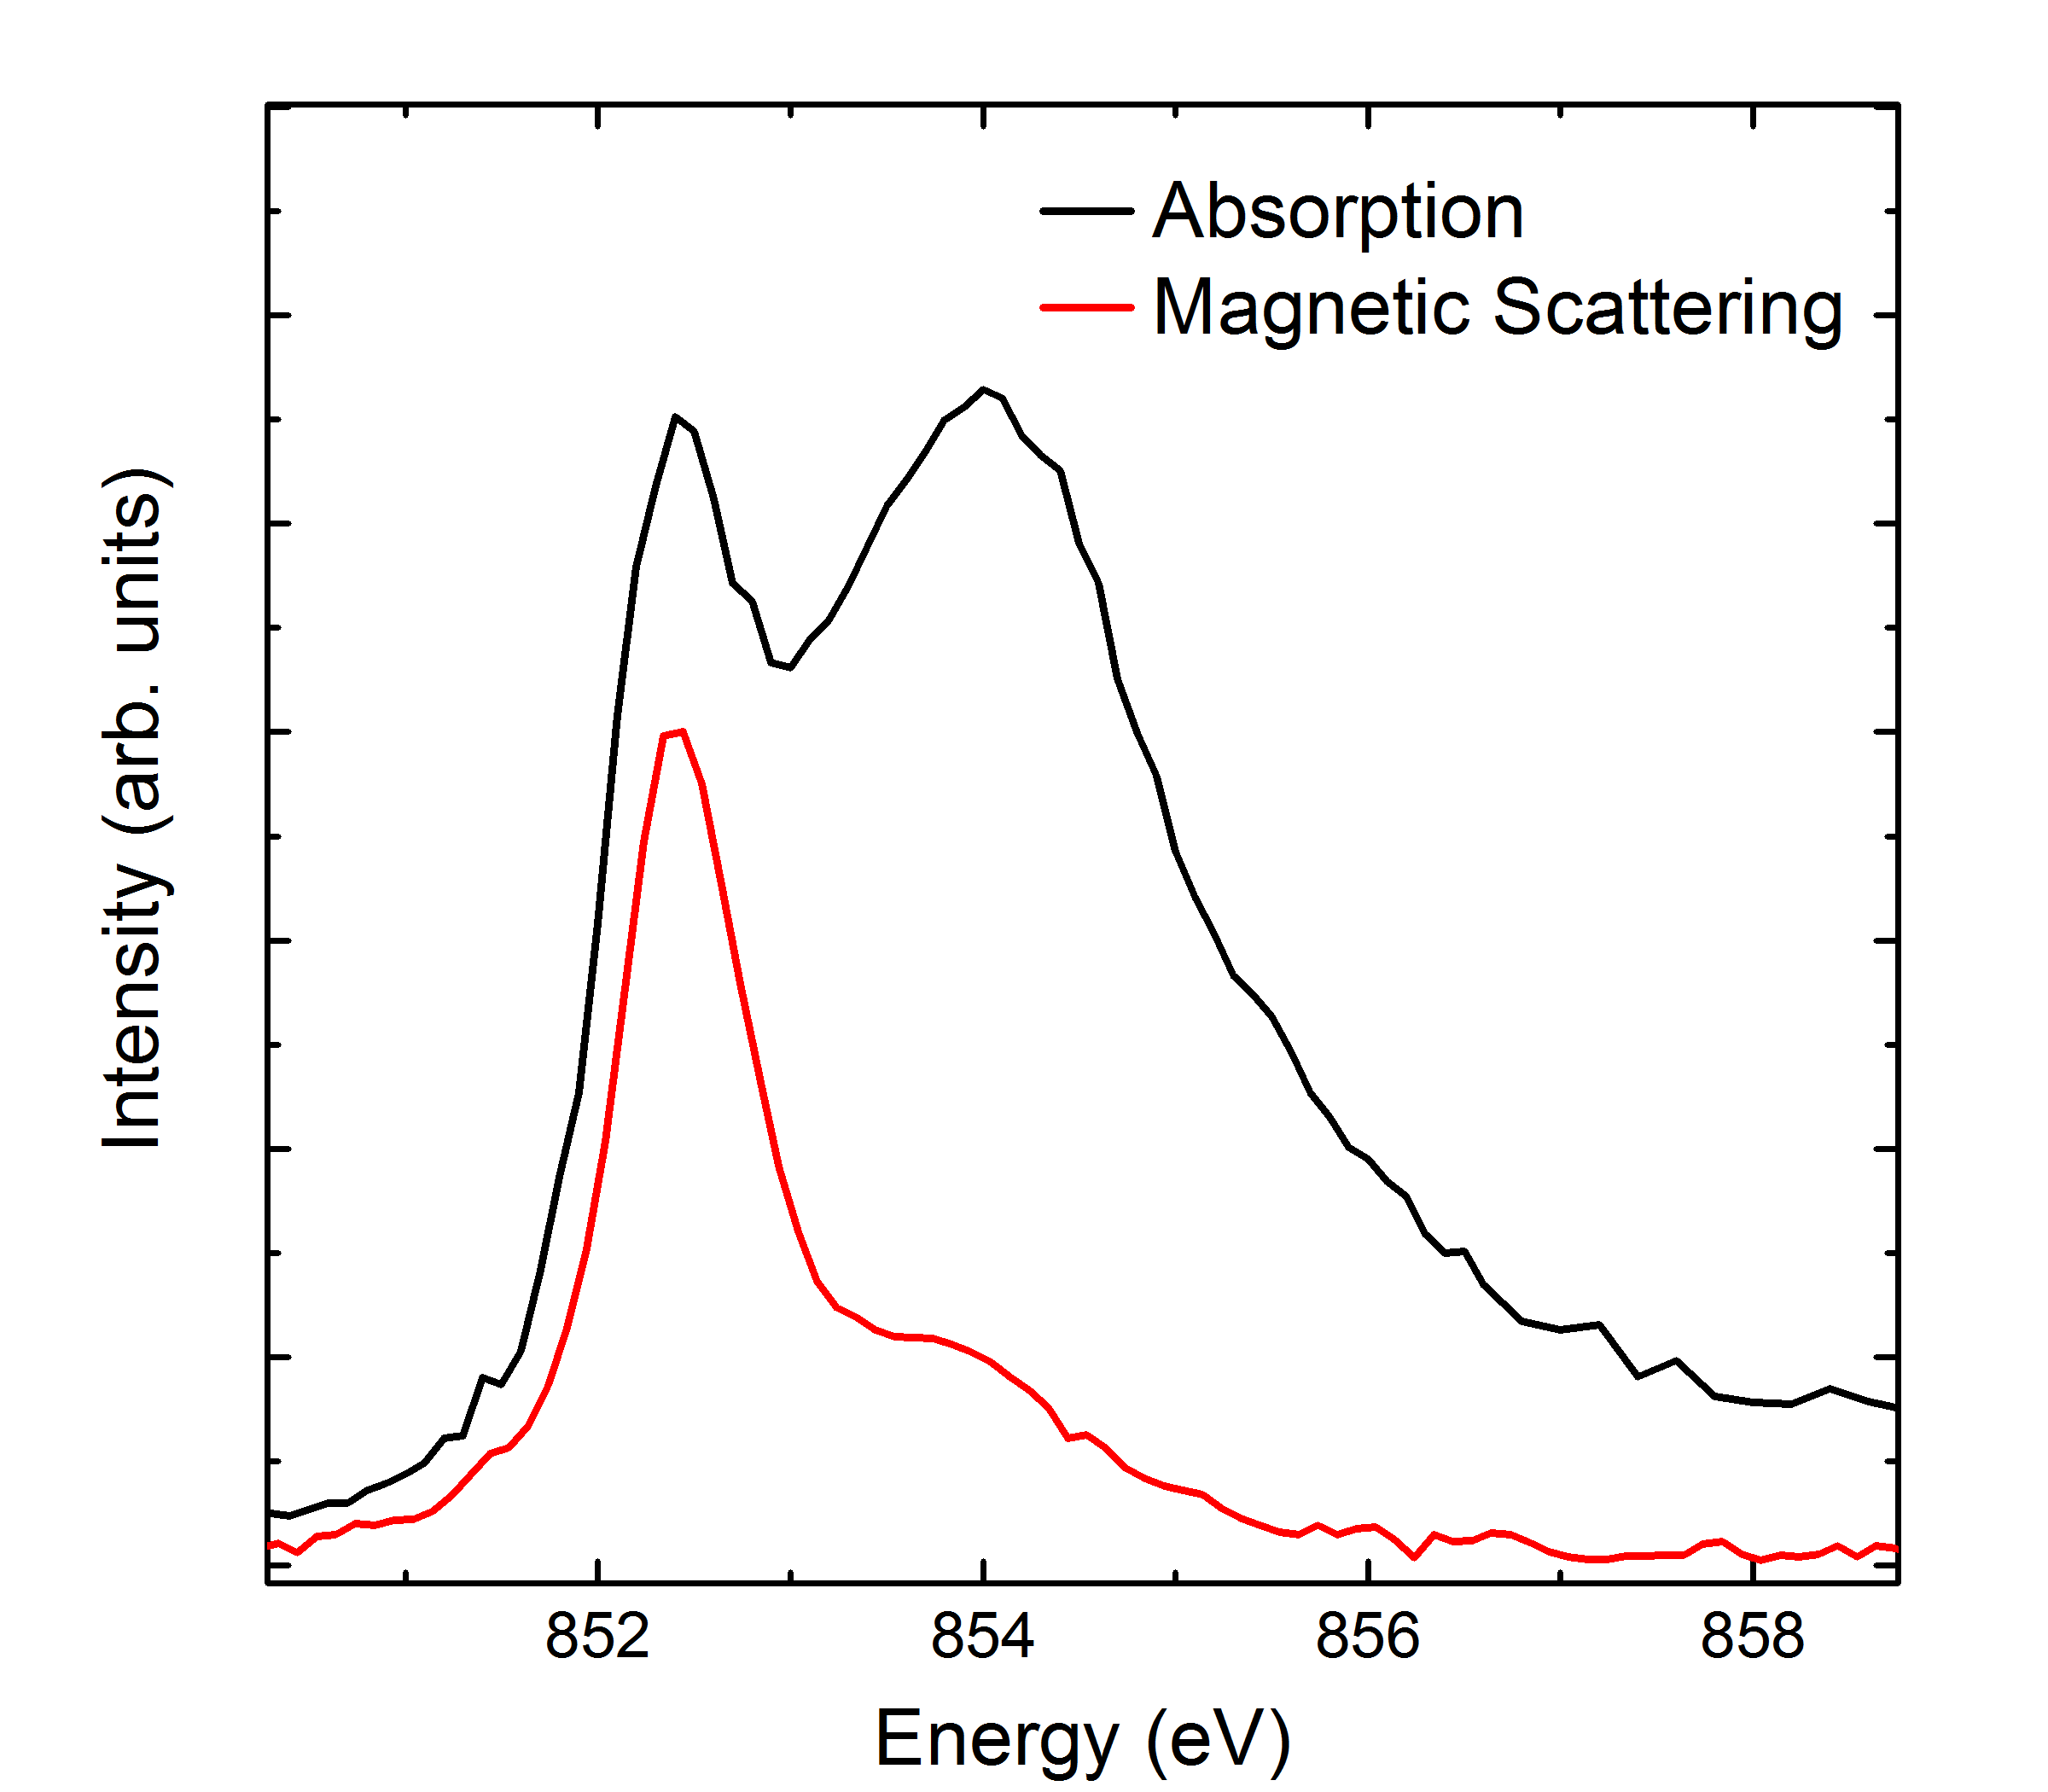 Absorption
Magnetic Scattering
Intensity (arb. units)
852 854 856 858
Energy (eV)